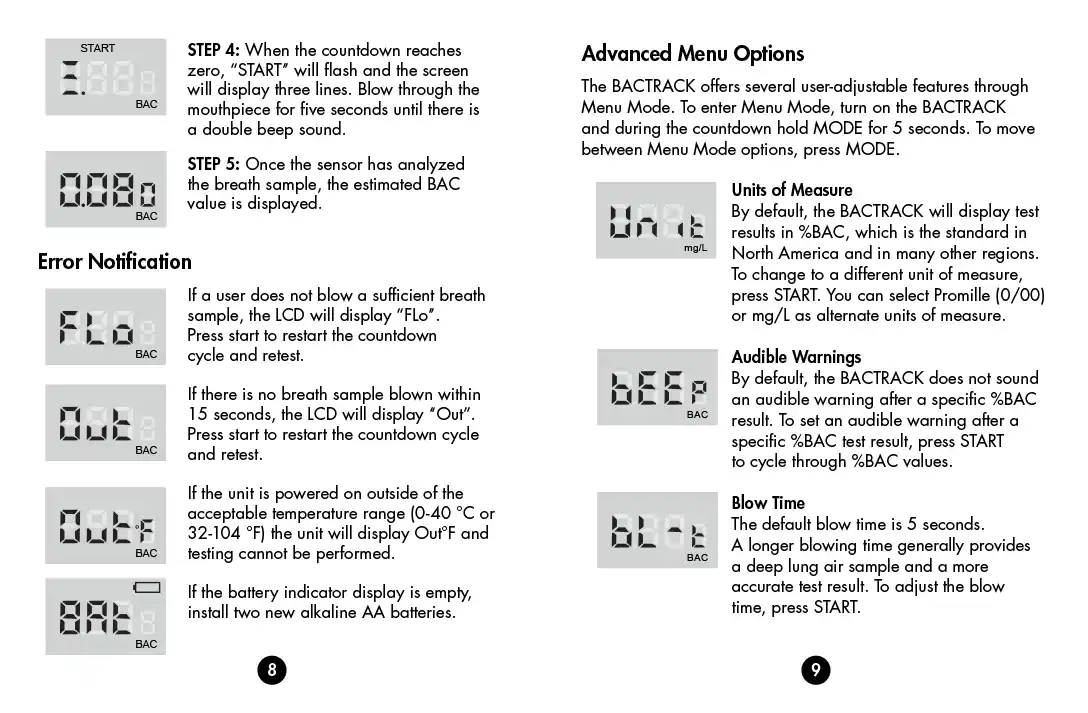 START
BAC
STEP 4: When the countdown reaches
zero, “START” will flash and the screen
will display three lines. Blow through the
mouthpiece for five seconds until there is
a double beep sound.
0.080
BAC
STEP 5: Once the sensor has analyzed
the breath sample, the estimated BAC
value is displayed.
Error Notification
FLo
BAC
If a user does not blow a sufficient breath
sample, the LCD will display “FLo”.
Press start to restart the countdown
cycle and retest.
Out
BAC
If there is no breath sample blown within
15 seconds, the LCD will display “Out”.
Press start to restart the countdown cycle
and retest.
Out°F
BAC
If the unit is powered on outside of the
acceptable temperature range (0-40 °C or
32-104 °F) the unit will display Out°F and
testing cannot be performed.
BAt
BAC
If the battery indicator display is empty,
install two new alkaline AA batteries.
8
Advanced Menu Options
The BACTRACK offers several user-adjustable features through
Menu Mode. To enter Menu Mode, turn on the BACTRACK
and during the countdown hold MODE for 5 seconds. To move
between Menu Mode options, press MODE.
Unit
mg/L
Units of Measure
By default, the BACTRACK will display test
results in %BAC, which is the standard in
North America and in many other regions.
To change to a different unit of measure,
press START. You can select Promille (0/00)
or mg/L as alternate units of measure.
bEEP
BAC
Audible Warnings
By default, the BACTRACK does not sound
an audible warning after a specific %BAC
result. To set an audible warning after a
specific %BAC test result, press START
to cycle through %BAC values.
bL-t
BAC
Blow Time
The default blow time is 5 seconds.
A longer blowing time generally provides
a deep lung air sample and a more
accurate test result. To adjust the blow
time, press START.
9